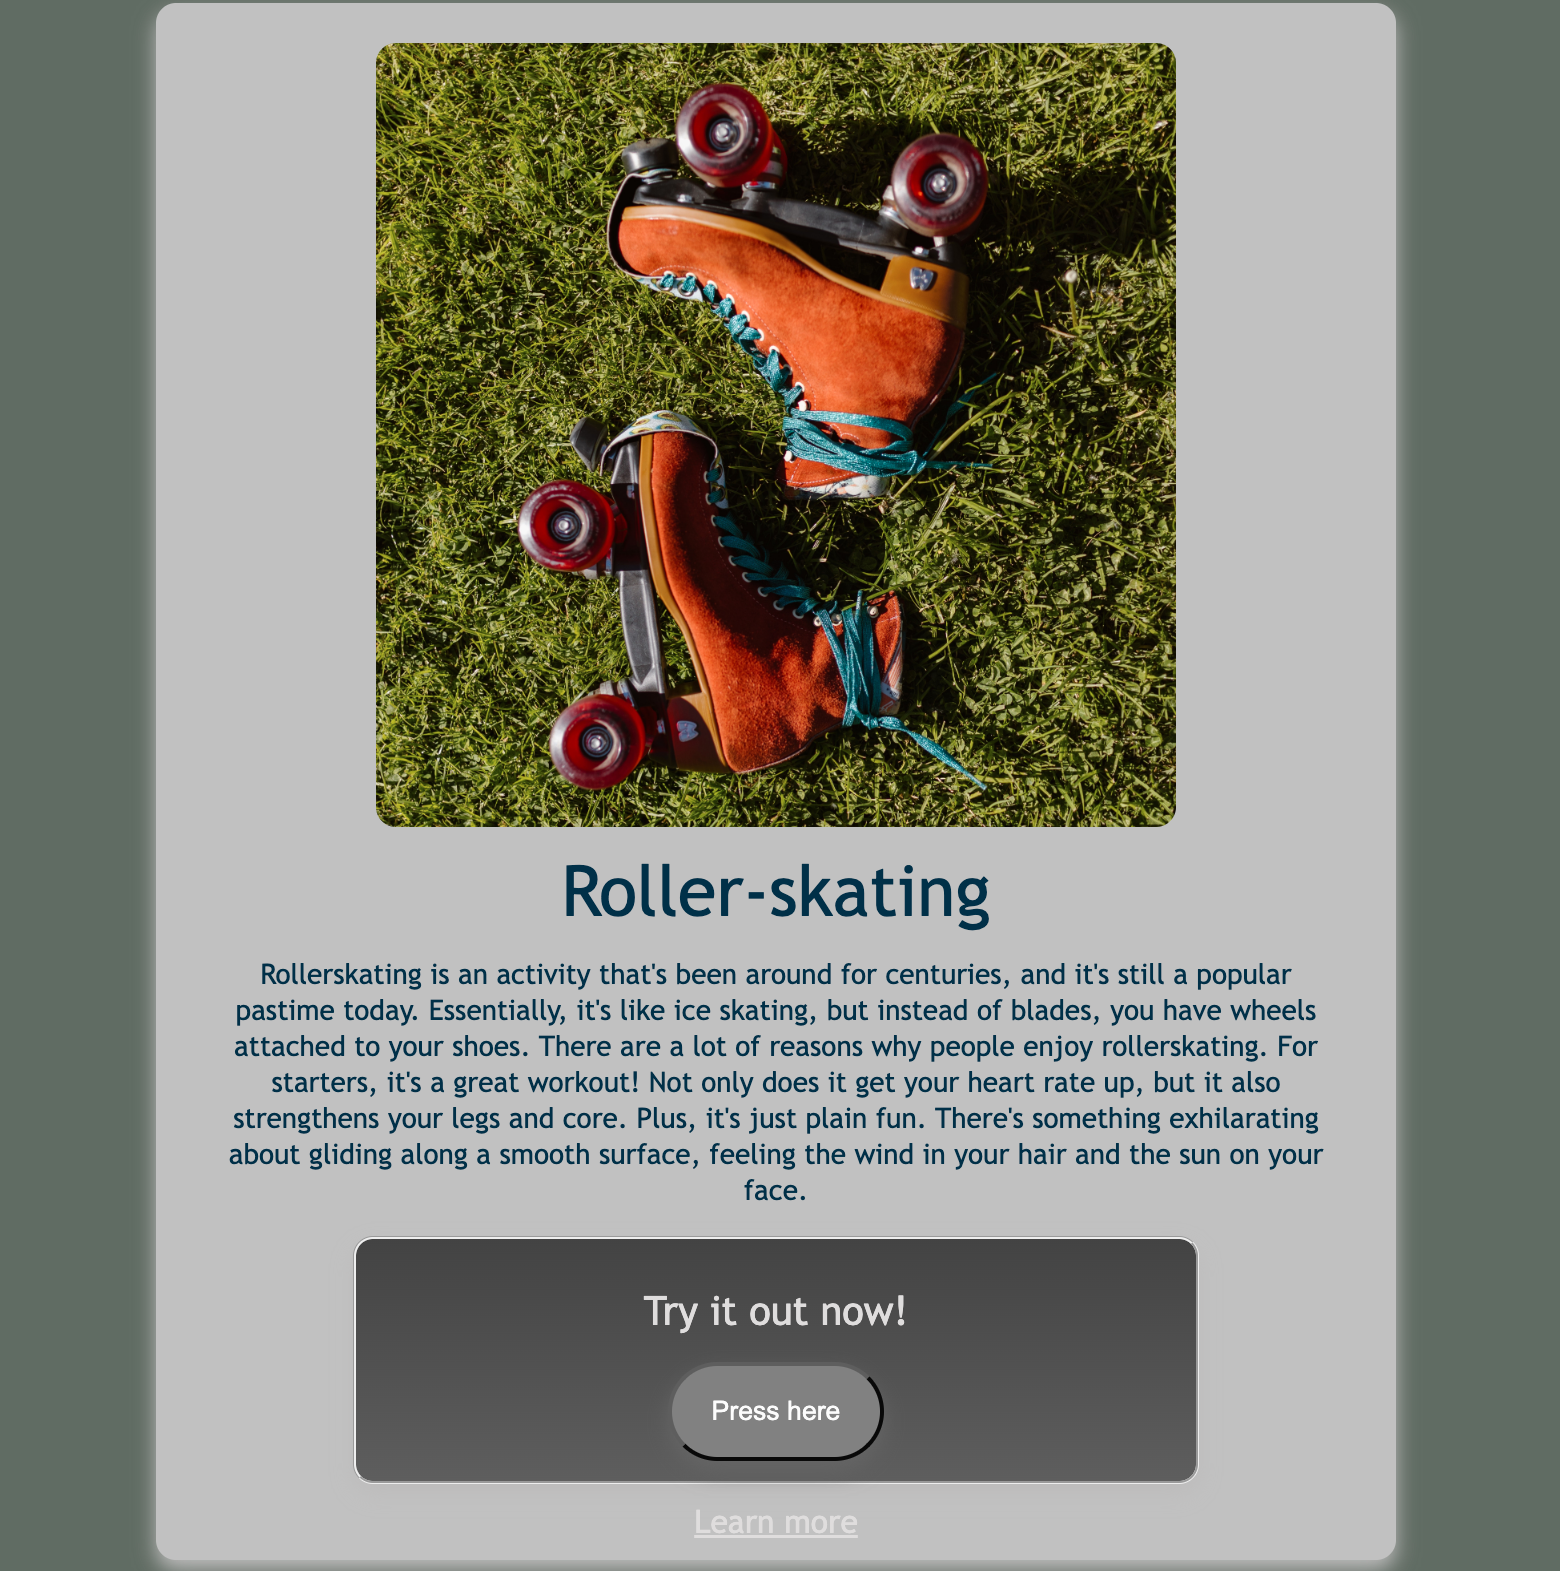 Roller-skating
Rollerskating is an activity that's been around for centuries, and it's still a popular
pastime today. Essentially, it's like ice skating, but instead of blades, you have wheels
attached to your shoes. There are a lot of reasons why people enjoy rollerskating. For
starters, it's a great workout! Not only does it get your heart rate up, but it also
strengthens your legs and core. Plus, it's just plain fun. There's something exhilarating
about gliding along a smooth surface, feeling the wind in your hair and the sun on your
face.
Try it out now!
Press here
Learn more